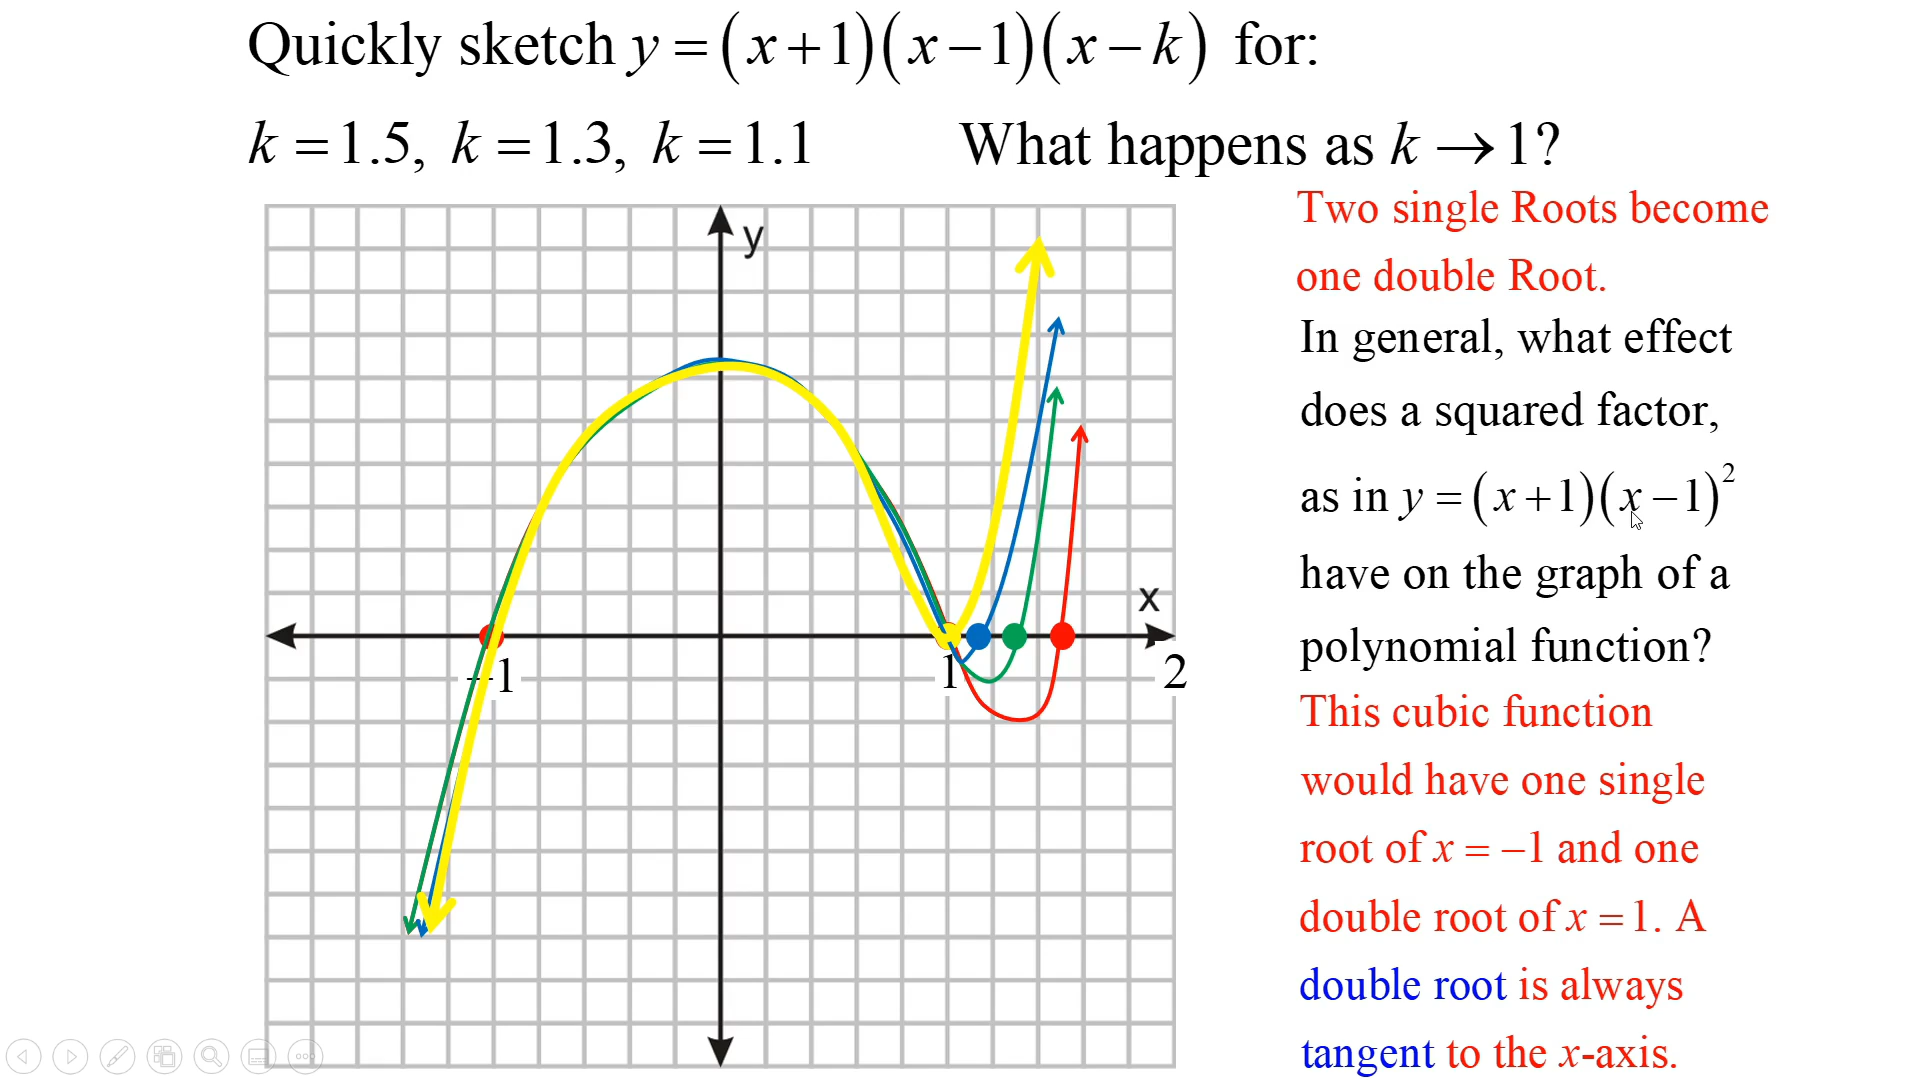 Quickly sketch y = (x+1)(x−1)(x−k) for:
k = 1.5, k = 1.3, k = 1.1 What happens as k → 1?
Two single Roots become
one double Root.
In general, what effect
does a squared factor,
as in y = (x+1)(x−1)²
have on the graph of a
polynomial function?
This cubic function
would have one single
root of x = −1 and one
double root of x = 1. A
double root is always
tangent to the x-axis.
y
x
−1
1
2